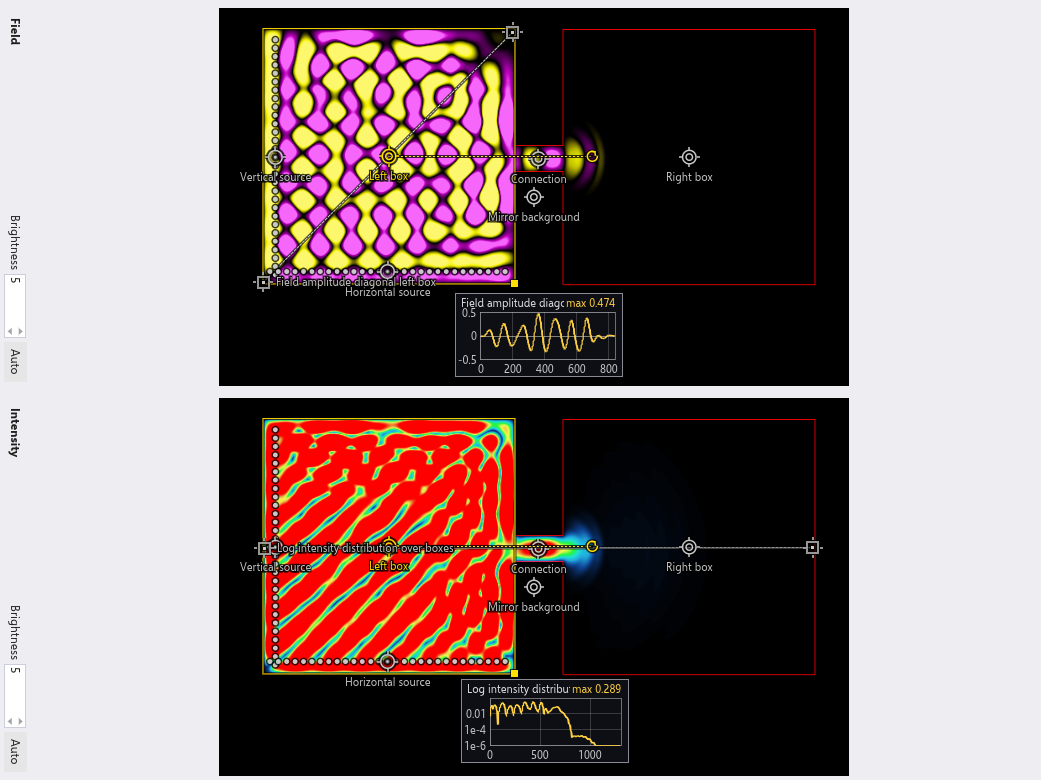 Field
Brightness 5
Auto
Vertical source
Left box
Connection
Right box
Mirror background
Field amplitude diagonal left box
Horizontal source
Field amplitude diagc max 0.474
0.5
0
-0.5
0 200 400 600 800
Intensity
Brightness 5
Auto
Log intensity distribution over boxes
Vertical source
Left box
Connection
Right box
Mirror background
Horizontal source
Log intensity distribu max 0.289
0.01
1e-4
1e-6
0 500 1000